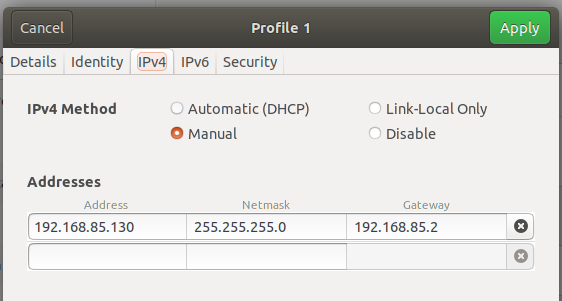 Cancel Profile 1 Apply
Details Identity IPv4 IPv6 Security
IPv4 Method Automatic (DHCP) Link-Local Only
Manual Disable
Addresses
Address Netmask Gateway
192.168.85.130 255.255.255.0 192.168.85.2